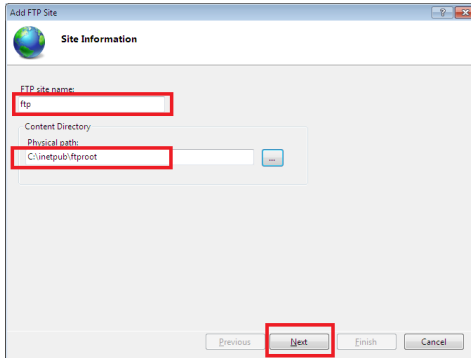 Add FTP Site
Site Information
FTP site name:
ftp
Content Directory
Physical path:
C:\inetpub\ftproot
...
Previous Next Finish Cancel